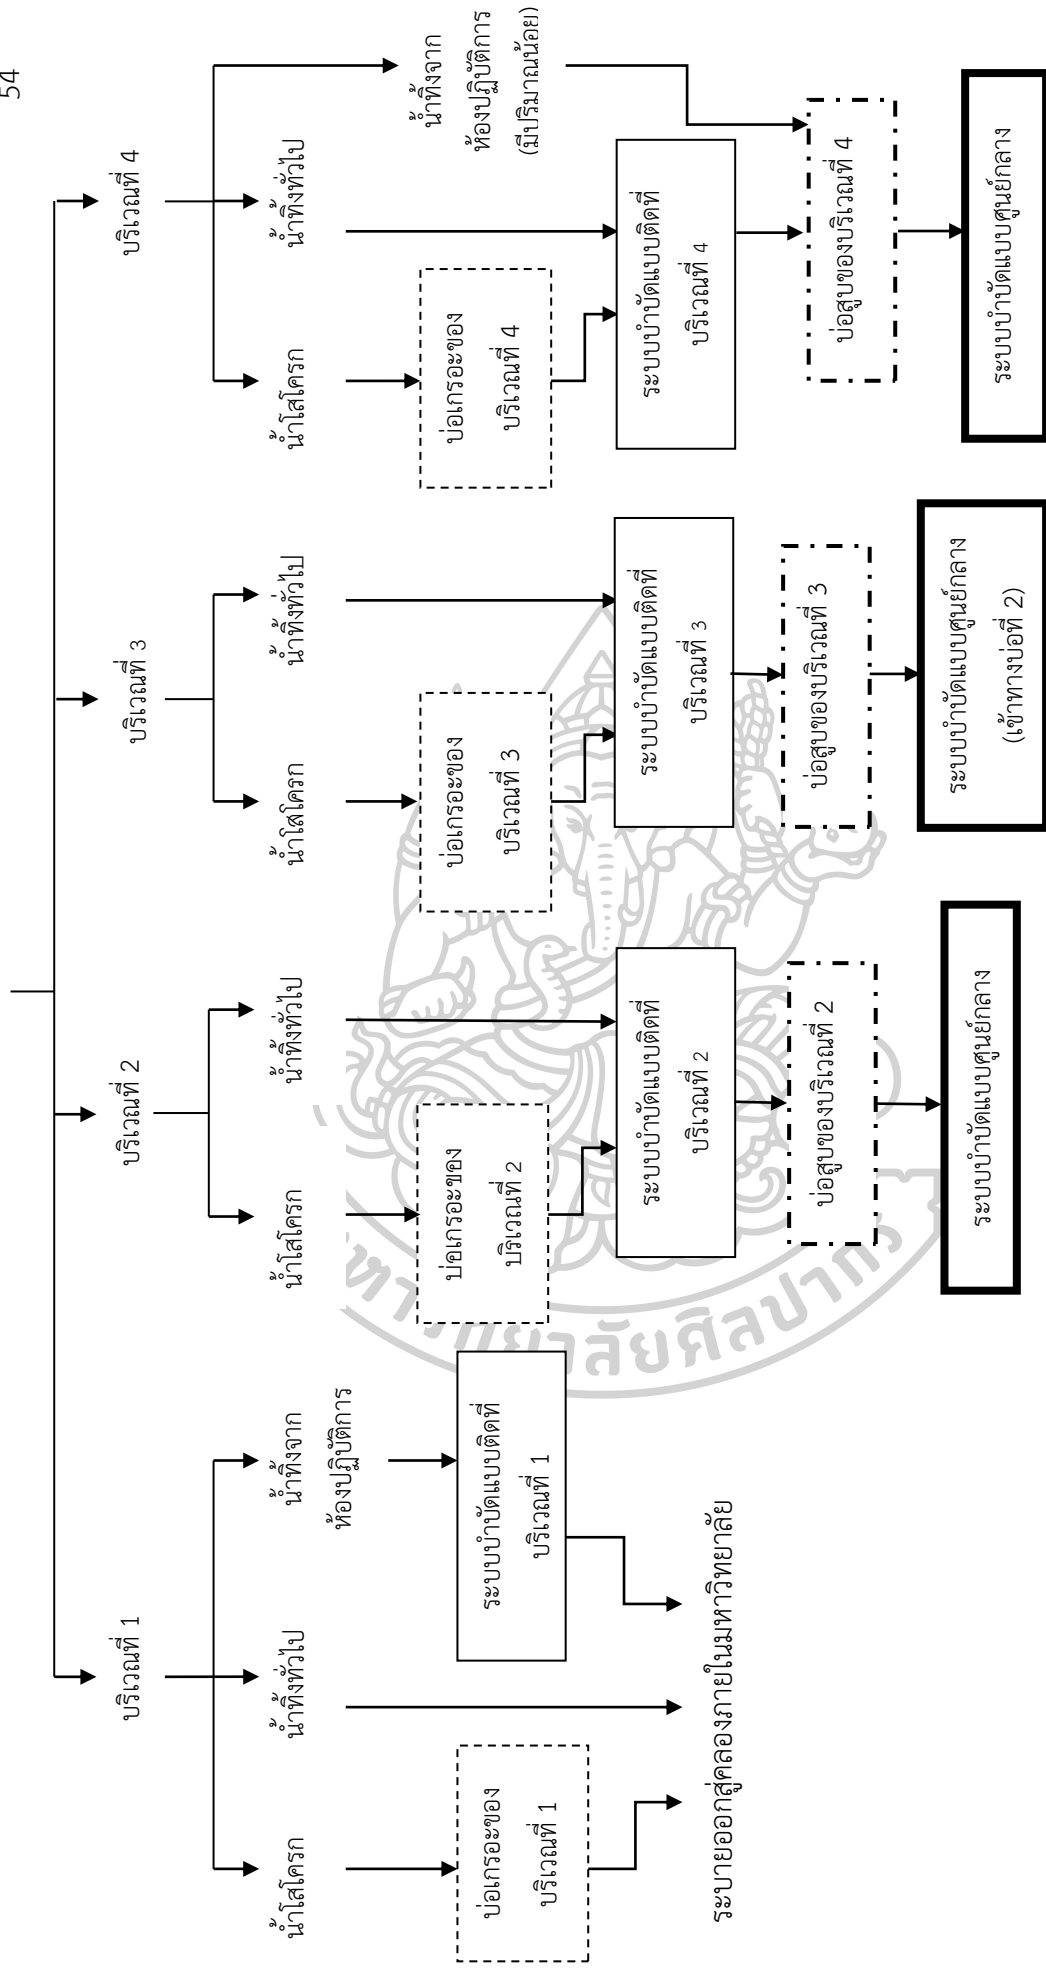 54
บริเวณที่ 1
บริเวณที่ 2
บริเวณที่ 3
บริเวณที่ 4
น้ำโสโครก
น้ำทิ้งทั่วไป
น้ำทิ้งจาก
ห้องปฏิบัติการ
น้ำโสโครก
น้ำทิ้งทั่วไป
น้ำโสโครก
น้ำทิ้งทั่วไป
น้ำโสโครก
น้ำทิ้งทั่วไป
น้ำทิ้งจาก
ห้องปฏิบัติการ
(มีปริมาณน้อย)
บ่อเกรอะของ
บริเวณที่ 1
ระบบบำบัดแบบติดที่
บริเวณที่ 1
บ่อเกรอะของ
บริเวณที่ 2
บ่อเกรอะของ
บริเวณที่ 3
บ่อเกรอะของ
บริเวณที่ 4
ระบบบำบัดแบบติดที่
บริเวณที่ 2
ระบบบำบัดแบบติดที่
บริเวณที่ 3
ระบบบำบัดแบบติดที่
บริเวณที่ 4
ระบายออกสู่คลองภายในมหาวิทยาลัย
บ่อสูบของบริเวณที่ 2
บ่อสูบของบริเวณที่ 3
บ่อสูบของบริเวณที่ 4
ระบบบำบัดแบบศูนย์กลาง
ระบบบำบัดแบบศูนย์กลาง
(เข้าทางบ่อที่ 2)
ระบบบำบัดแบบศูนย์กลาง